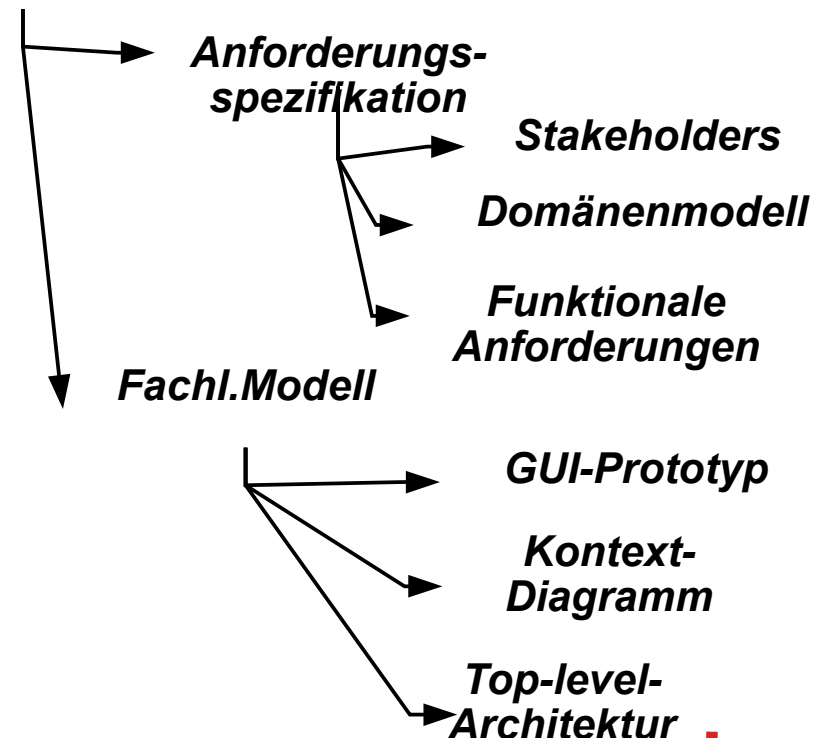 Anforderungs-
spezifikation
Stakeholders
Domänenmodell
Funktionale
Anforderungen
Fachl.Modell
GUI-Prototyp
Kontext-
Diagramm
Top-level-
Architektur